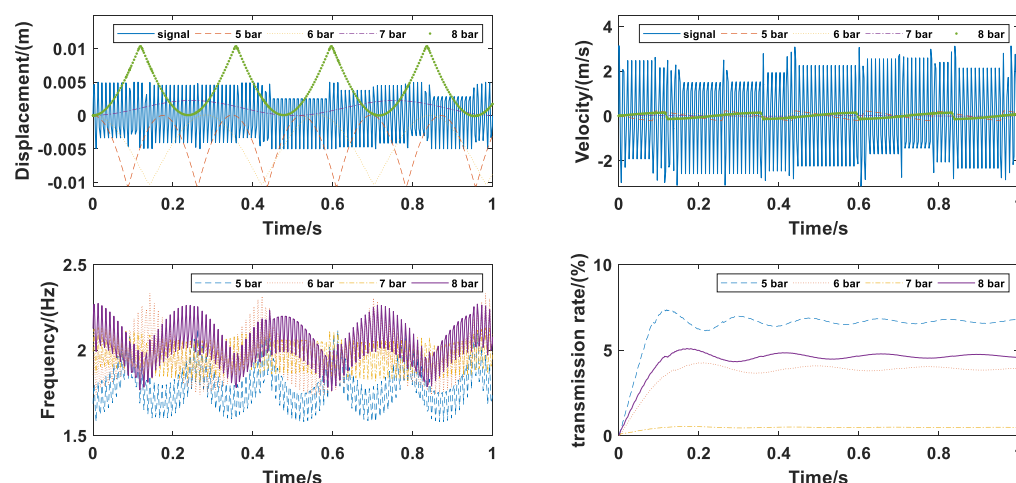 Displacement/(m)
0.01
0.005
0
-0.005
-0.01
signal 5 bar 6 bar 7 bar 8 bar
0 0.2 0.4 0.6 0.8 1
Time/s
Velocity/(m/s)
4
2
0
-2
signal 5 bar 6 bar 7 bar 8 bar
0 0.2 0.4 0.6 0.8 1
Time/s
Frequency/(Hz)
2.5
2
1.5
5 bar 6 bar 7 bar 8 bar
0 0.2 0.4 0.6 0.8 1
Time/s
transmission rate/(%)
10
5
0
5 bar 6 bar 7 bar 8 bar
0 0.2 0.4 0.6 0.8 1
Time/s